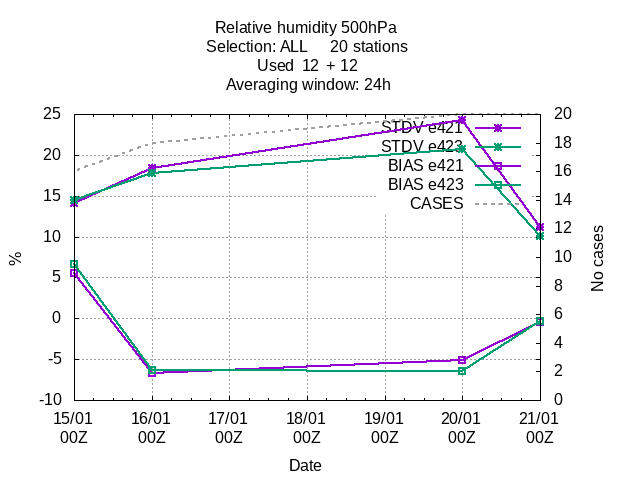 Relative humidity 500hPa
Selection: ALL 20 stations
Used 12 + 12
Averaging window: 24h
25
20
15
10
5
0
-5
-10
%
20
18
16
14
12
10
8
6
4
2
0
No cases
STDV e421
STDV e423
BIAS e421
BIAS e423
CASES
15/01 16/01 17/01 18/01 19/01 20/01 21/01
00Z 00Z 00Z 00Z 00Z 00Z 00Z
Date